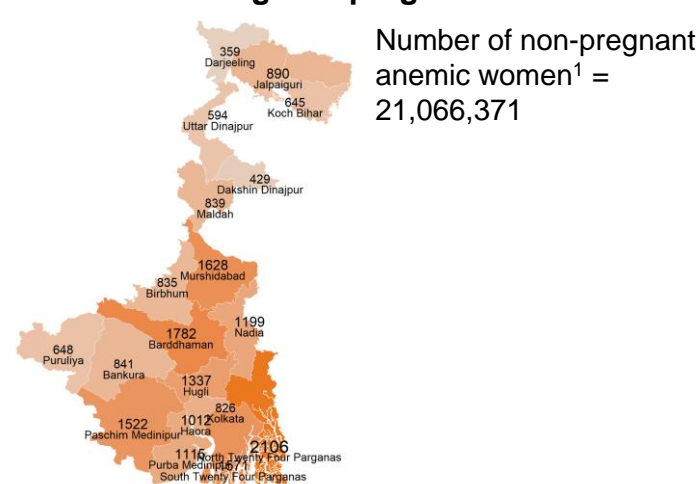 Number of non-pregnant
anemic women¹ =
21,066,371
359
Darjeeling
890
Jalpaiguri
645
Koch Bihar
594
Uttar Dinajpur
429
Dakshin Dinajpur
839
Maldah
1628
Murshidabad
835
Birbhum
1199
Nadia
1782
Barddhaman
648
Puruliya
841
Bankura
1337
Hugli
826
Kolkata
1012
Haora
1522
Paschim Medinipur
2106
North Twenty Four Parganas
1115
Purba Medinipur
1571
South Twenty Four Parganas